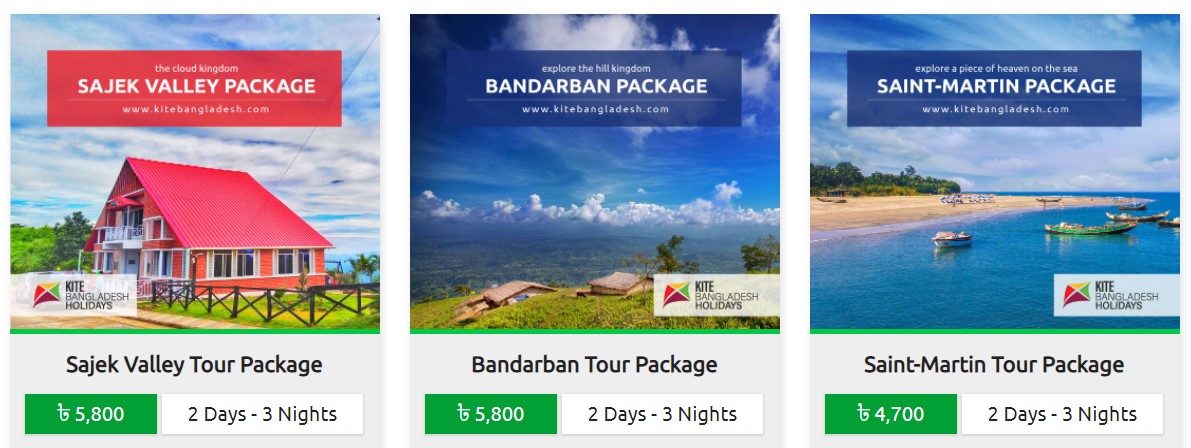 the cloud kingdom
SAJEK VALLEY PACKAGE
www.kitebangladesh.com
KITE
BANGLADESH
HOLIDAYS
Sajek Valley Tour Package
৳ 5,800
2 Days - 3 Nights
explore the hill kingdom
BANDARBAN PACKAGE
www.kitebangladesh.com
KITE
BANGLADESH
HOLIDAYS
Bandarban Tour Package
৳ 5,800
2 Days - 3 Nights
explore a piece of heaven on the sea
SAINT-MARTIN PACKAGE
www.kitebangladesh.com
KITE
BANGLADESH
HOLIDAYS
Saint-Martin Tour Package
৳ 4,700
2 Days - 3 Nights